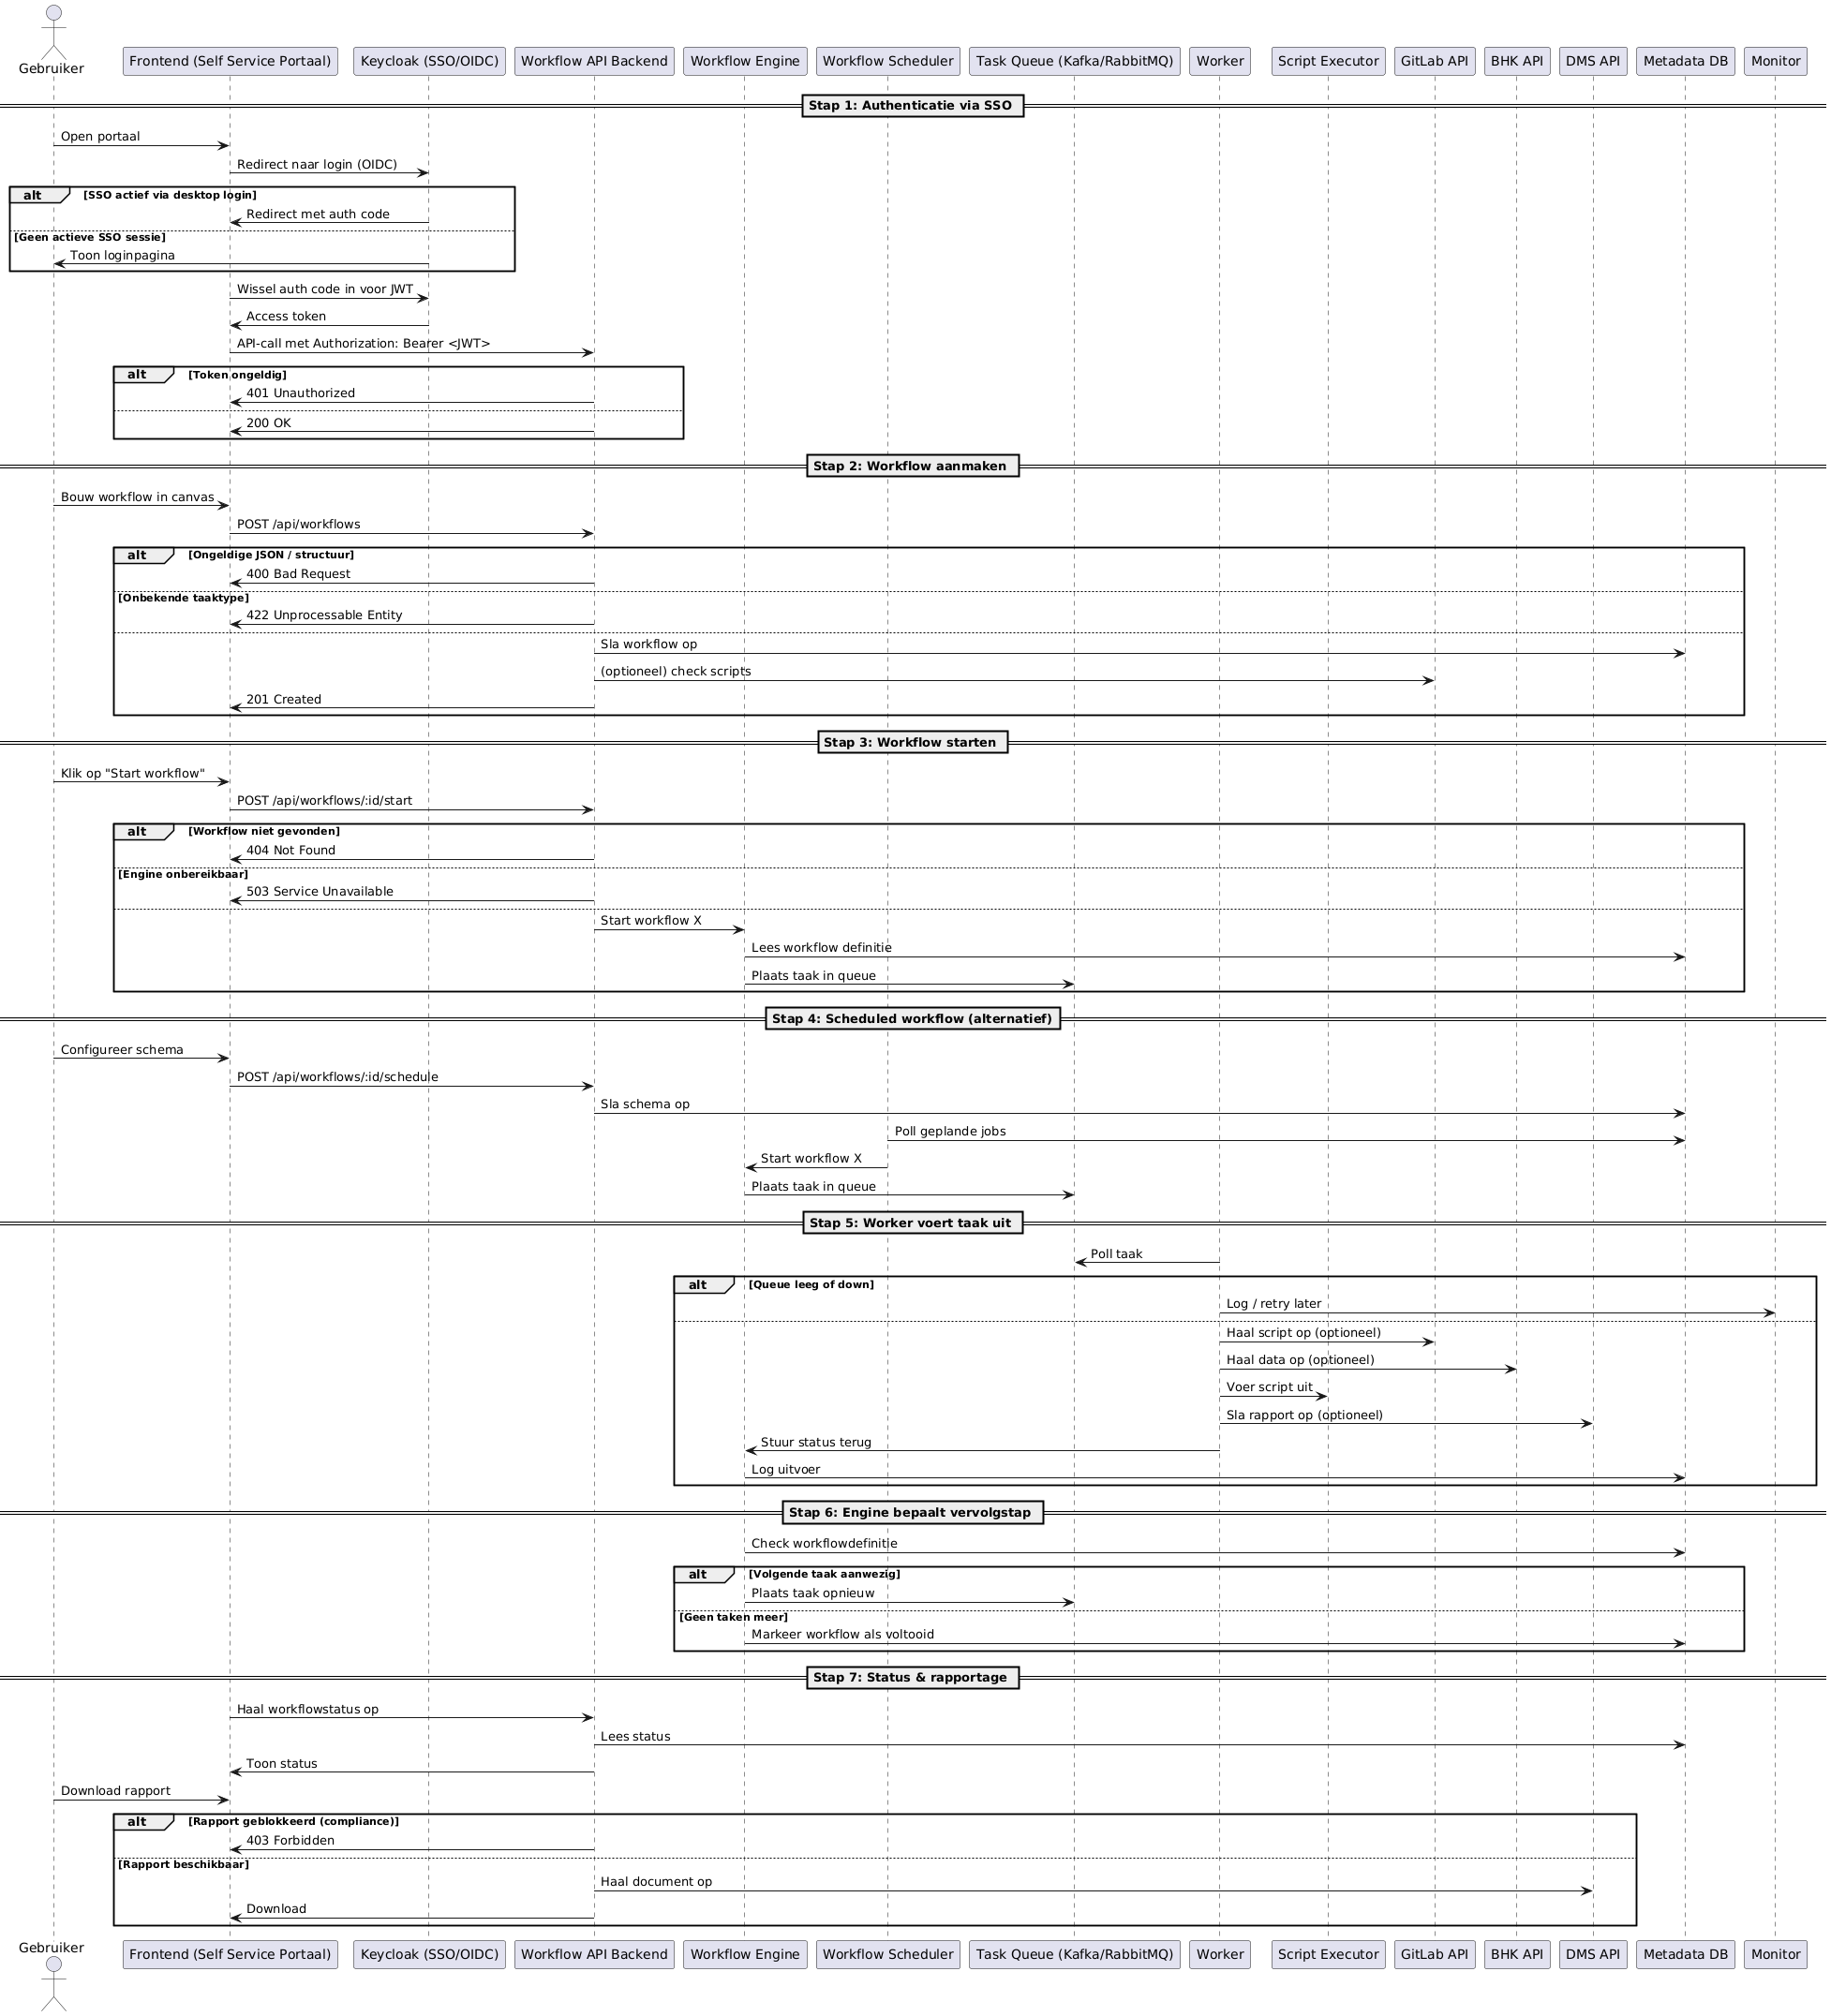 Gebruiker
Frontend (Self Service Portaal)
Keycloak (SSO/OIDC)
Workflow API Backend
Workflow Engine
Workflow Scheduler
Task Queue (Kafka/RabbitMQ)
Worker
Script Executor
GitLab API
BHK API
DMS API
Metadata DB
Monitor
Stap 1: Authenticatie via SSO
Open portaal
Redirect naar login (OIDC)
alt [SSO actief via desktop login]
Redirect met auth code
[Geen actieve SSO sessie]
Toon loginpagina
Wissel auth code in voor JWT
Access token
API-call met Authorization: Bearer <JWT>
alt [Token ongeldig]
401 Unauthorized
200 OK
Stap 2: Workflow aanmaken
Bouw workflow in canvas
POST /api/workflows
alt [Ongeldige JSON / structuur]
400 Bad Request
[Onbekende taaktype]
422 Unprocessable Entity
Sla workflow op
(optioneel) check scripts
201 Created
Stap 3: Workflow starten
Klik op "Start workflow"
POST /api/workflows/:id/start
alt [Workflow niet gevonden]
404 Not Found
[Engine onbereikbaar]
503 Service Unavailable
Start workflow X
Lees workflow definitie
Plaats taak in queue
Stap 4: Scheduled workflow (alternatief)
Configureer schema
POST /api/workflows/:id/schedule
Sla schema op
Poll geplande jobs
Start workflow X
Plaats taak in queue
Stap 5: Worker voert taak uit
Poll taak
alt [Queue leeg of down]
Log / retry later
Haal script op (optioneel)
Haal data op (optioneel)
Voer script uit
Sla rapport op (optioneel)
Stuur status terug
Log uitvoer
Stap 6: Engine bepaalt vervolgstap
Check workflowdefinitie
alt [Volgende taak aanwezig]
Plaats taak opnieuw
[Geen taken meer]
Markeer workflow als voltooid
Stap 7: Status & rapportage
Haal workflowstatus op
Lees status
Toon status
Download rapport
alt [Rapport geblokkeerd (compliance)]
403 Forbidden
[Rapport beschikbaar]
Haal document op
Download
Gebruiker
Frontend (Self Service Portaal)
Keycloak (SSO/OIDC)
Workflow API Backend
Workflow Engine
Workflow Scheduler
Task Queue (Kafka/RabbitMQ)
Worker
Script Executor
GitLab API
BHK API
DMS API
Metadata DB
Monitor